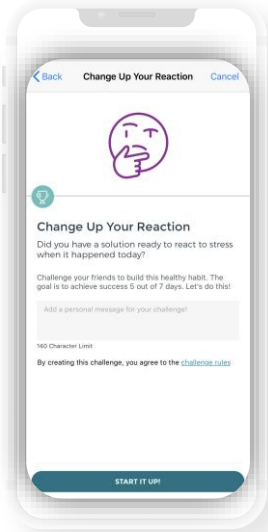 Back Change Up Your Reaction Cancel
Change Up Your Reaction
Did you have a solution ready to react to stress
when it happened today?
Challenge your friends to build this healthy habit. The
goal is to achieve success 5 out of 7 days. Let's do this!
Add a personal message for your challenge!
140 Character Limit
By creating this challenge, you agree to the challenge rules
START IT UP!